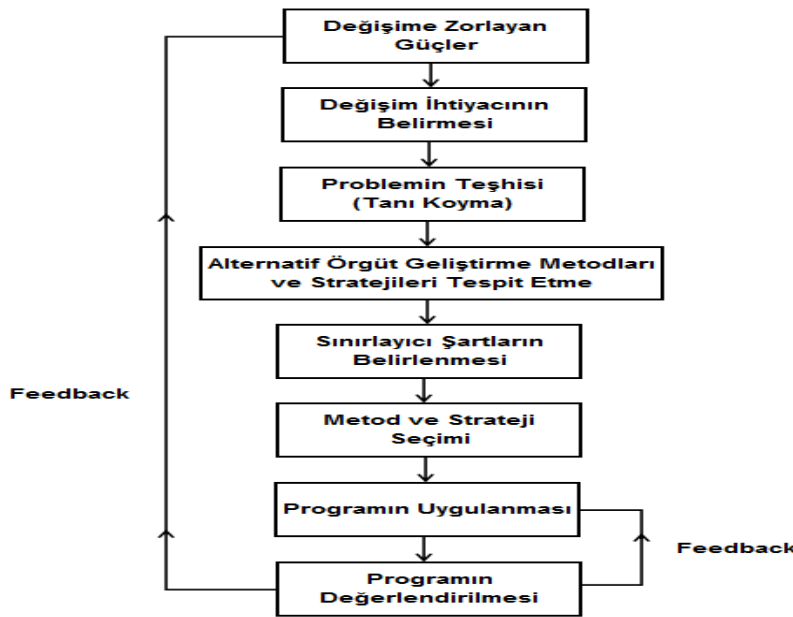 Değişime Zorlayan
Güçler
Değişim İhtiyacının
Belirmesi
Problemin Teşhisi
(Tanı Koyma)
Alternatif Örgüt Geliştirme Metodları
ve Stratejileri Tespit Etme
Sınırlayıcı Şartların
Belirlenmesi
Feedback
Metod ve Strateji
Seçimi
Programın Uygulanması
Feedback
Programın
Değerlendirilmesi